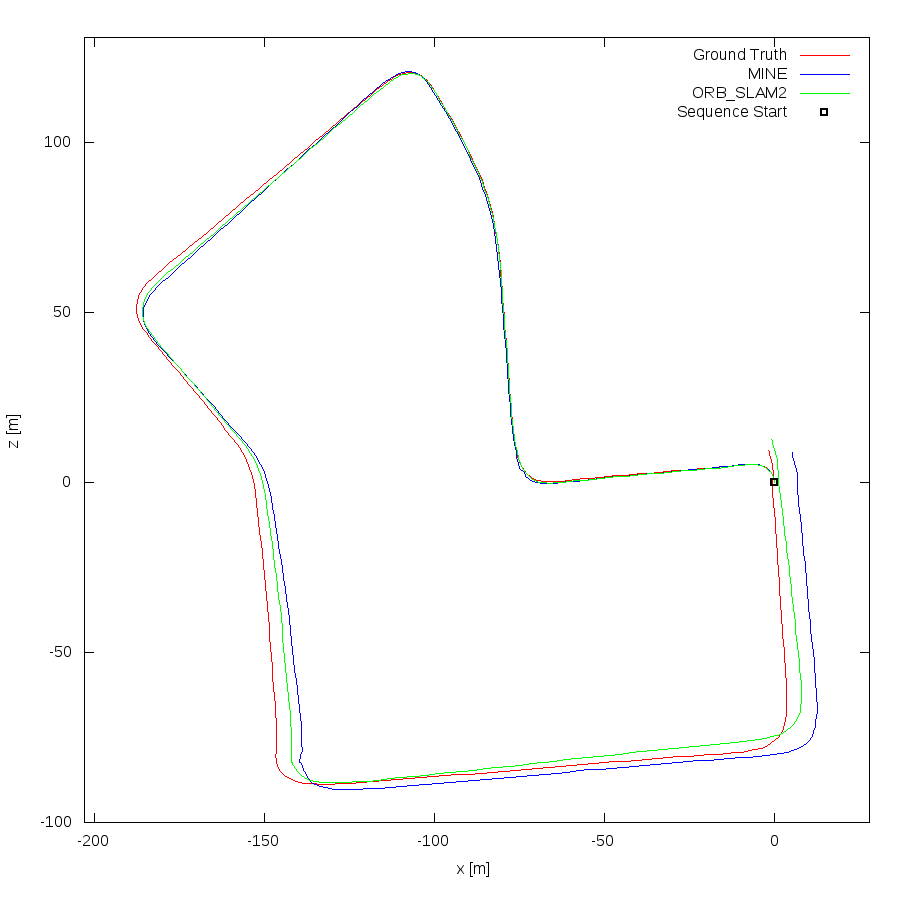 Ground Truth
MINE
ORB_SLAM2
Sequence Start
100
50
0
-50
-100
z [m]
-200
-150
-100
-50
0
x [m]